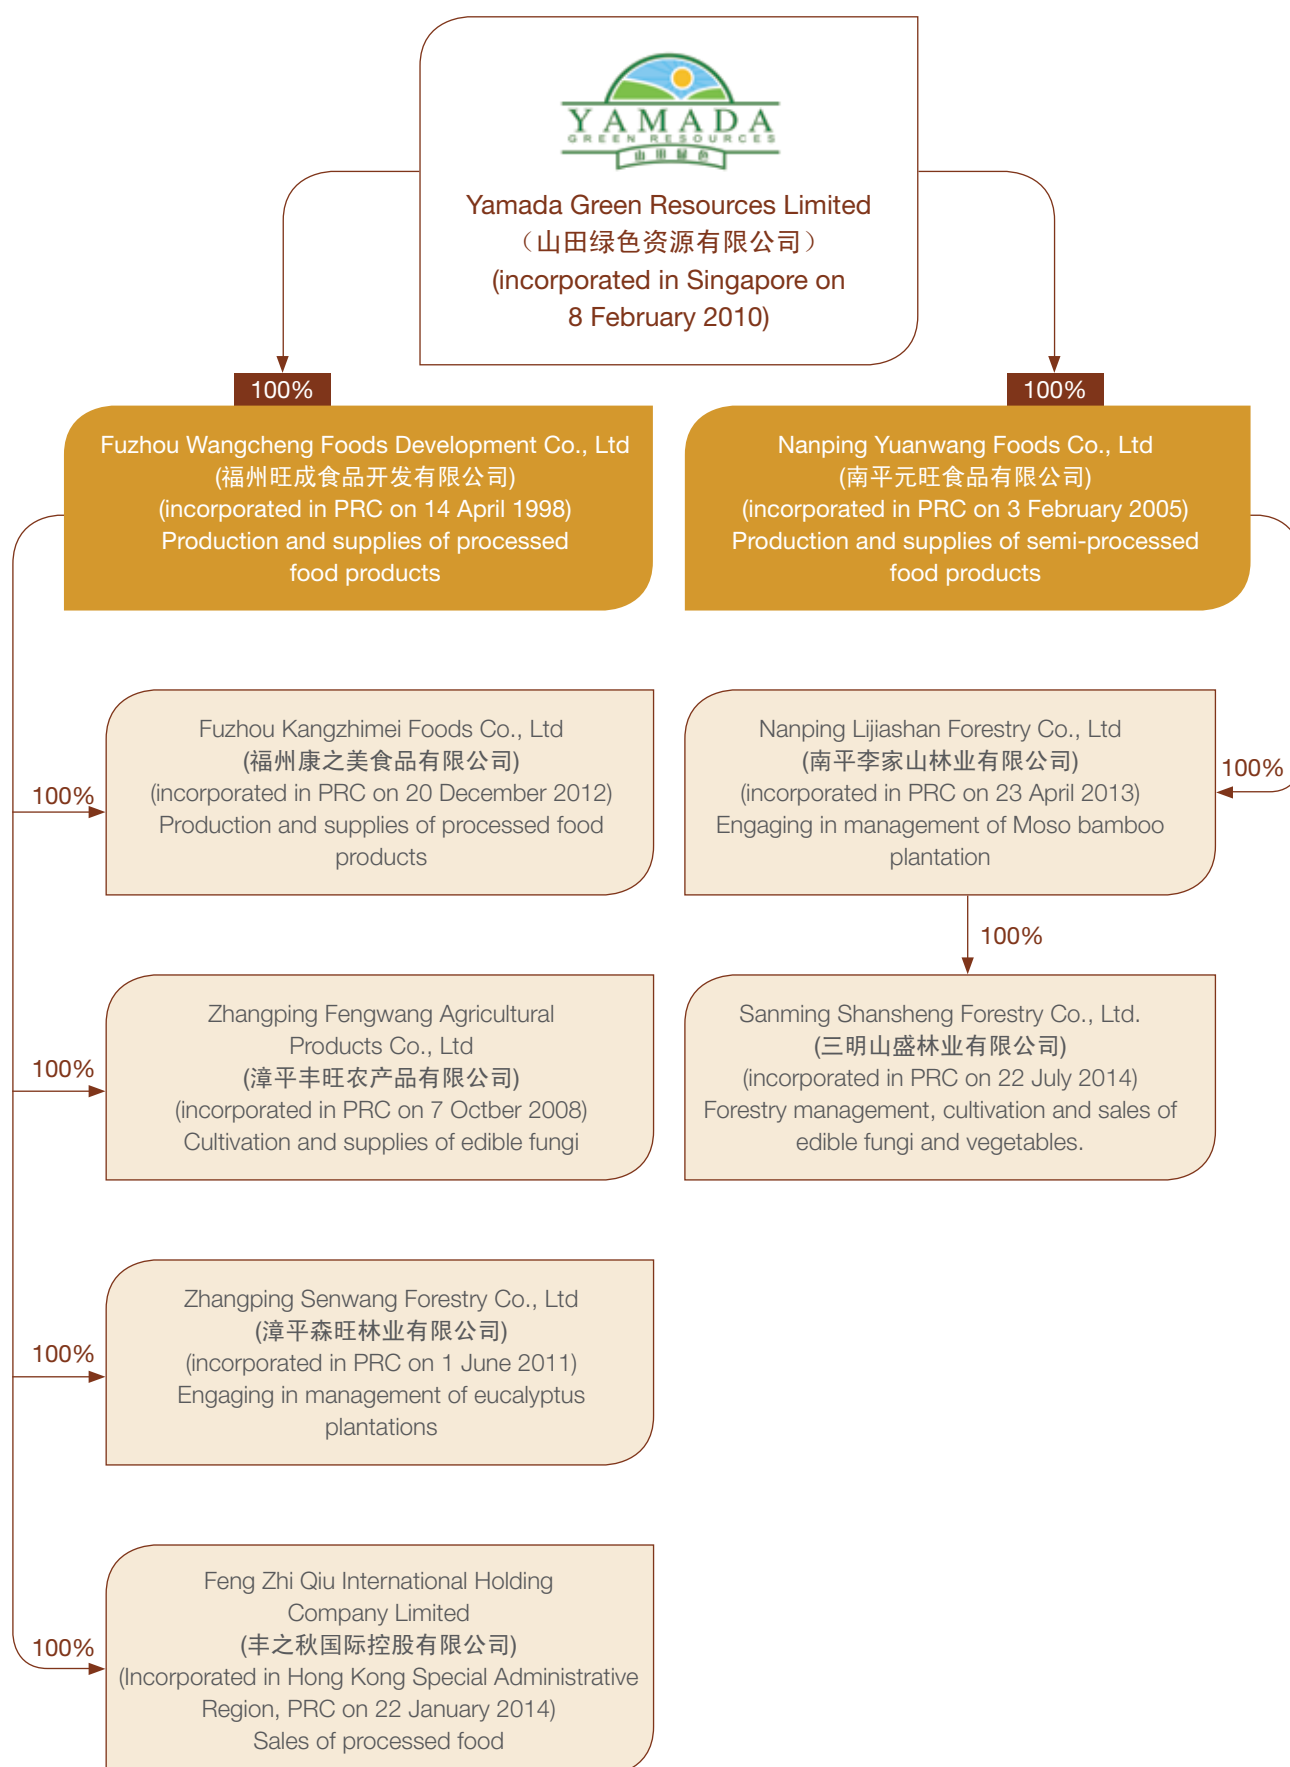 YAMADA
GREEN RESOURCES
山田绿色
Yamada Green Resources Limited
（山田绿色资源有限公司）
(incorporated in Singapore on
8 February 2010)
100%
100%
Fuzhou Wangcheng Foods Development Co., Ltd
(福州旺成食品开发有限公司)
(incorporated in PRC on 14 April 1998)
Production and supplies of processed
food products
Nanping Yuanwang Foods Co., Ltd
(南平元旺食品有限公司)
(incorporated in PRC on 3 February 2005)
Production and supplies of semi-processed
food products
100%
Fuzhou Kangzhimei Foods Co., Ltd
(福州康之美食品有限公司)
(incorporated in PRC on 20 December 2012)
Production and supplies of processed food
products
Nanping Lijiashan Forestry Co., Ltd
(南平李家山林业有限公司)
(incorporated in PRC on 23 April 2013)
Engaging in management of Moso bamboo
plantation
100%
100%
100%
Zhangping Fengwang Agricultural
Products Co., Ltd
(漳平丰旺农产品有限公司)
(incorporated in PRC on 7 Octber 2008)
Cultivation and supplies of edible fungi
Sanming Shansheng Forestry Co., Ltd.
(三明山盛林业有限公司)
(incorporated in PRC on 22 July 2014)
Forestry management, cultivation and sales of
edible fungi and vegetables.
100%
Zhangping Senwang Forestry Co., Ltd
(漳平森旺林业有限公司)
(incorporated in PRC on 1 June 2011)
Engaging in management of eucalyptus
plantations
100%
Feng Zhi Qiu International Holding
Company Limited
(丰之秋国际控股有限公司)
(Incorporated in Hong Kong Special Administrative
Region, PRC on 22 January 2014)
Sales of processed food